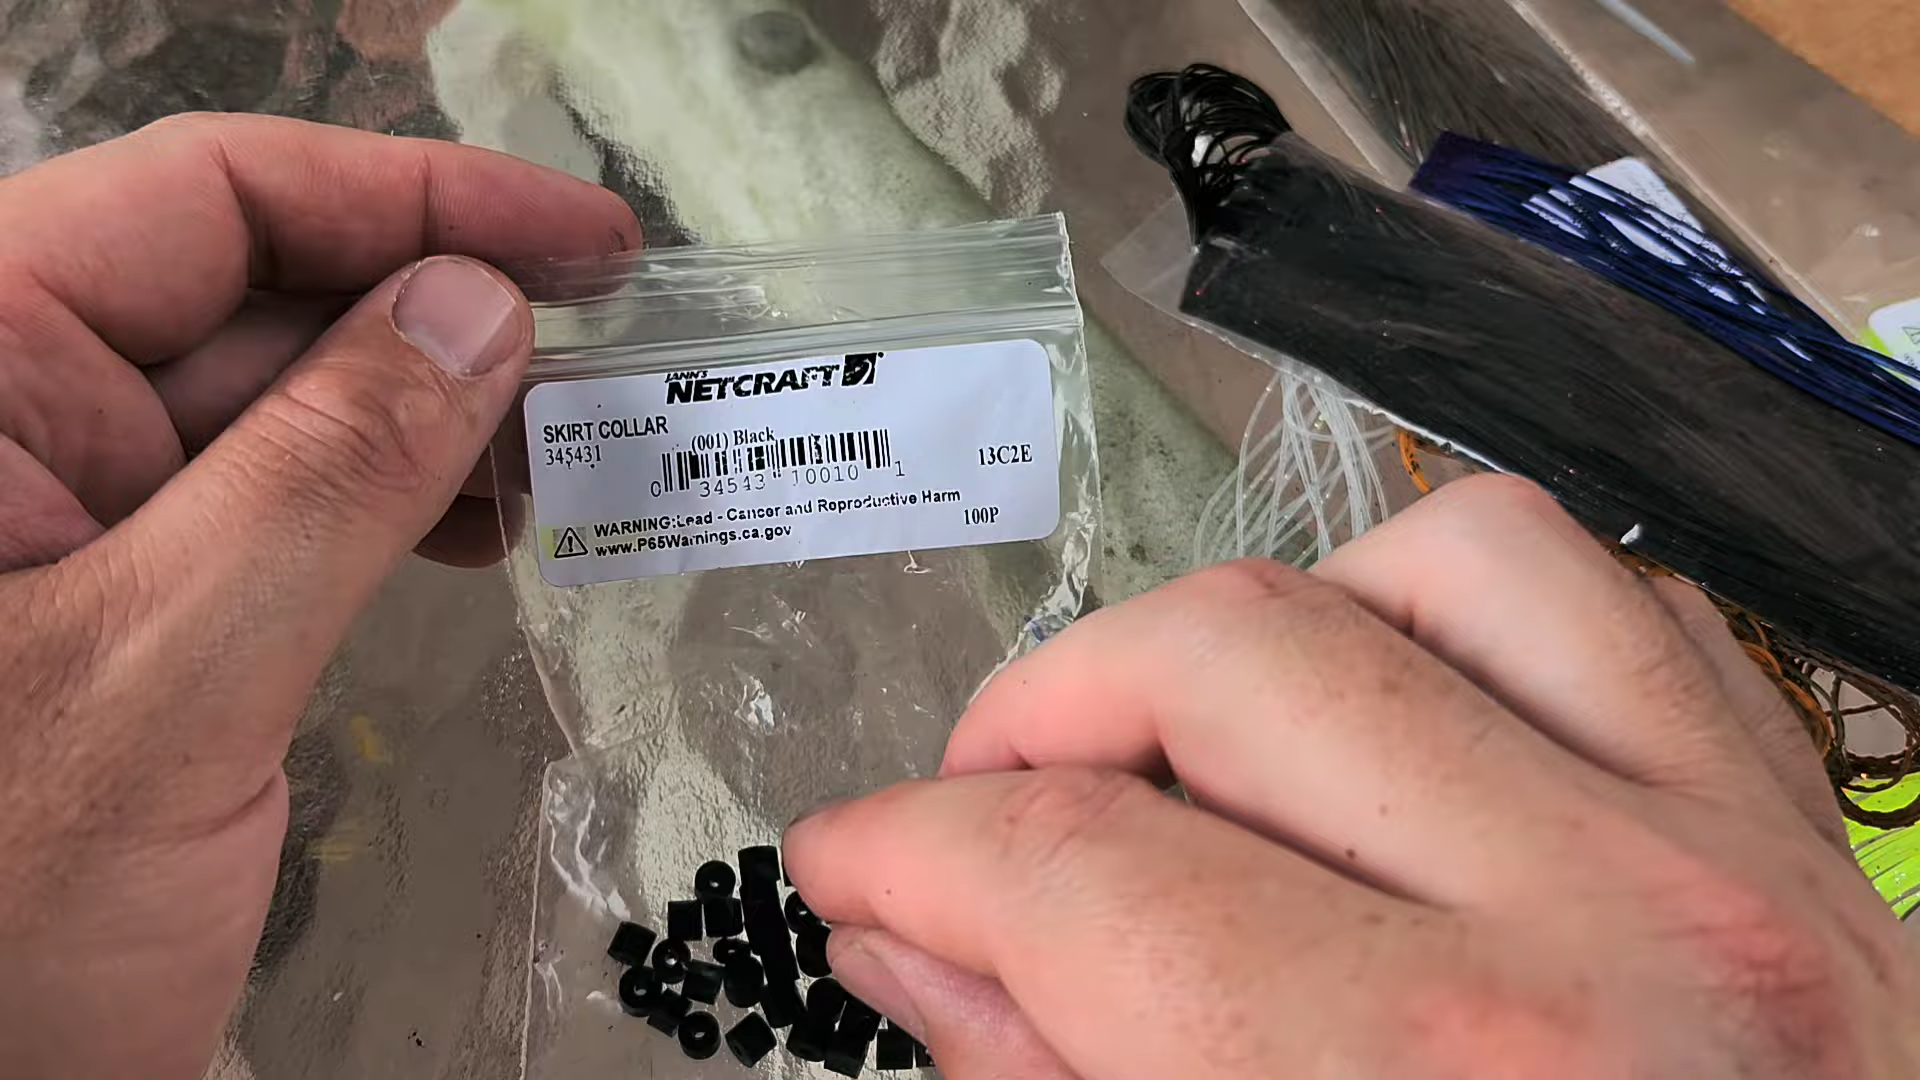 JANN'S
NETCRAFT
SKIRT COLLAR
345431
(001) Black
0 34543 10010 1
13C2E
WARNING:Lead - Cancer and Reproductive Harm
www.P65Warnings.ca.gov
100P